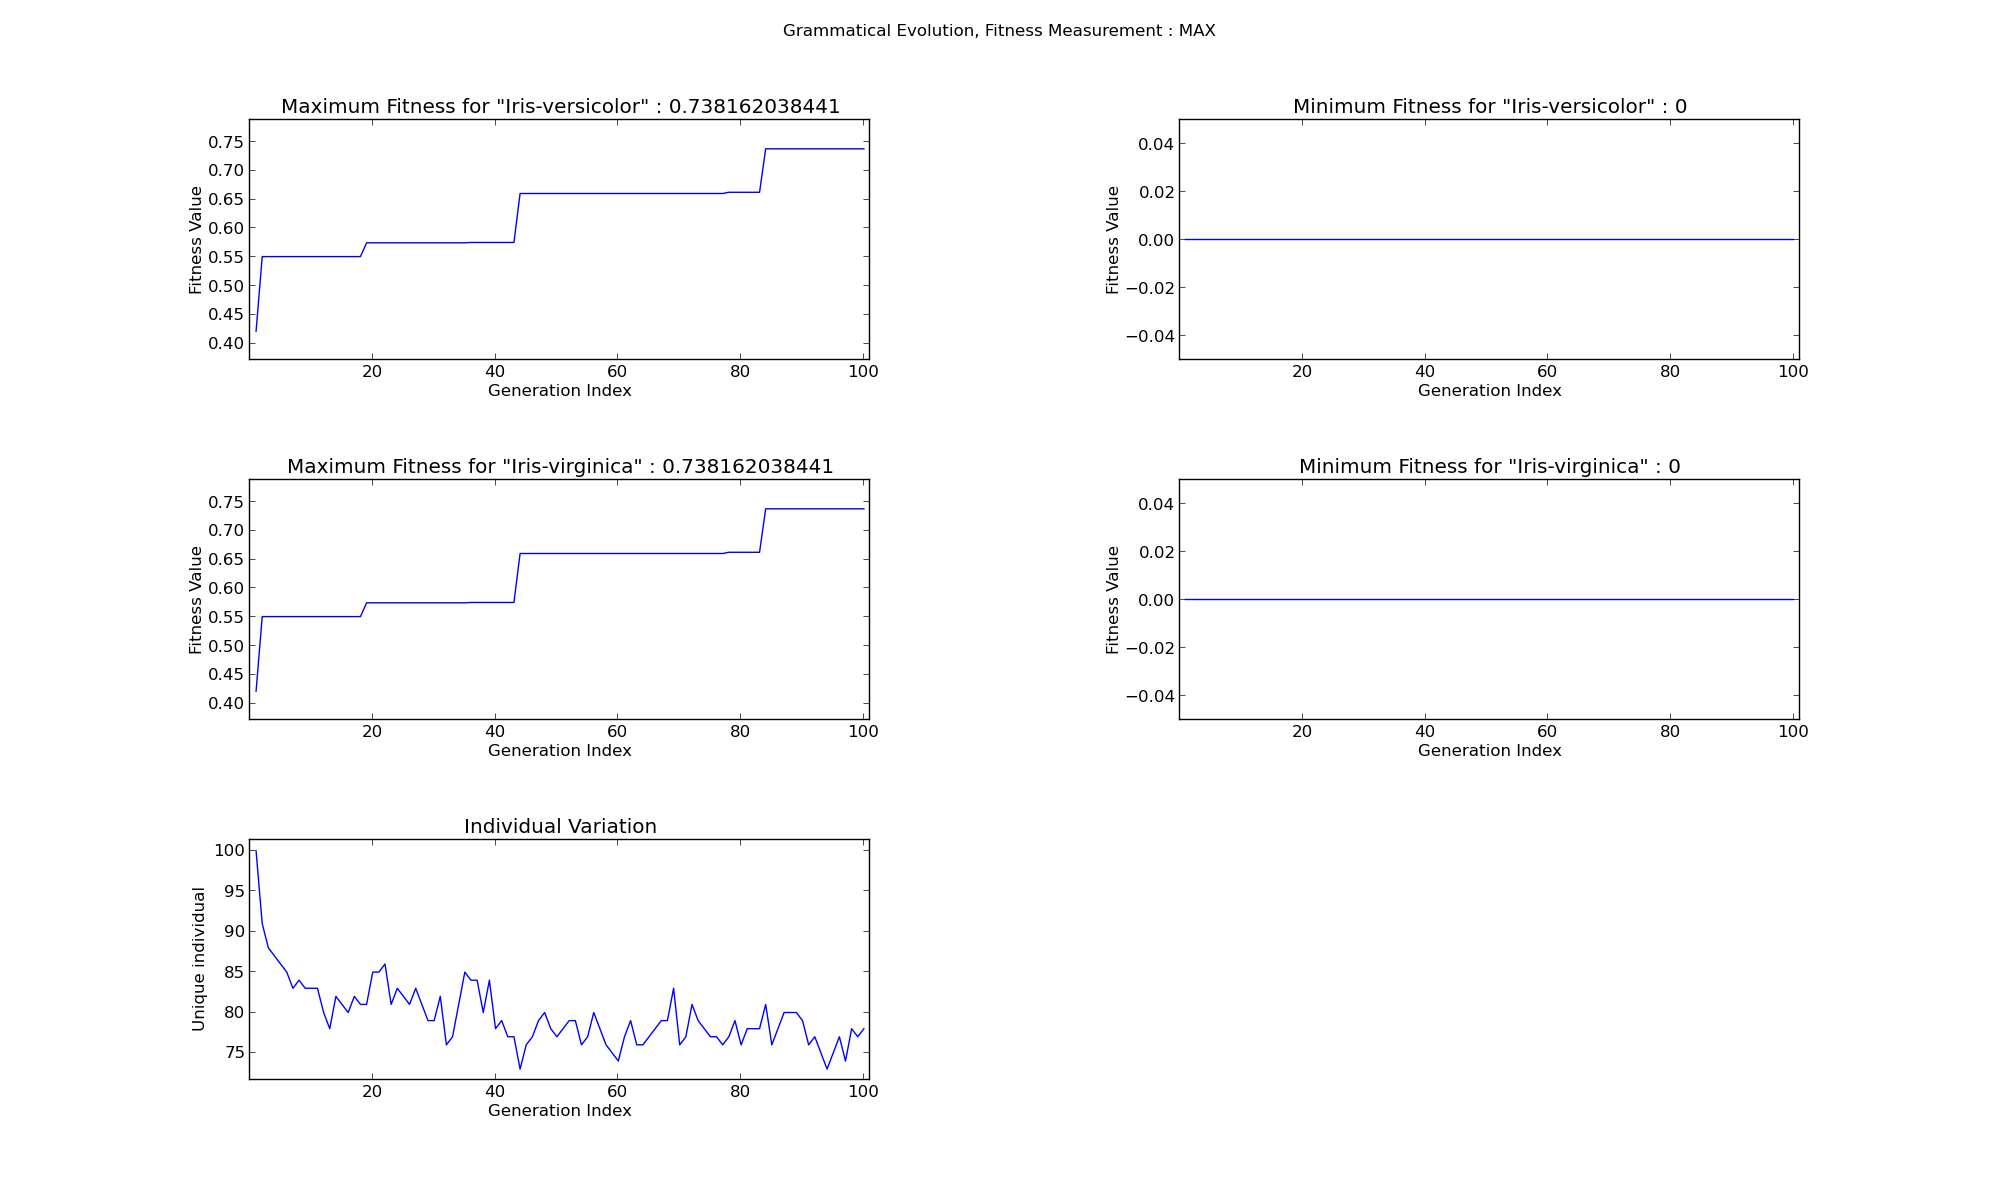 Grammatical Evolution, Fitness Measurement : MAX
Maximum Fitness for "Iris-versicolor" : 0.738162038441
0.75
0.70
0.65
0.60
0.55
0.50
0.45
0.40
Fitness Value
20 40 60 80 100
Generation Index
Minimum Fitness for "Iris-versicolor" : 0
0.04
0.02
0.00
−0.02
−0.04
Fitness Value
20 40 60 80 100
Generation Index
Maximum Fitness for "Iris-virginica" : 0.738162038441
0.75
0.70
0.65
0.60
0.55
0.50
0.45
0.40
Fitness Value
20 40 60 80 100
Generation Index
Minimum Fitness for "Iris-virginica" : 0
0.04
0.02
0.00
−0.02
−0.04
Fitness Value
20 40 60 80 100
Generation Index
Individual Variation
100
95
90
85
80
75
Unique individual
20 40 60 80 100
Generation Index